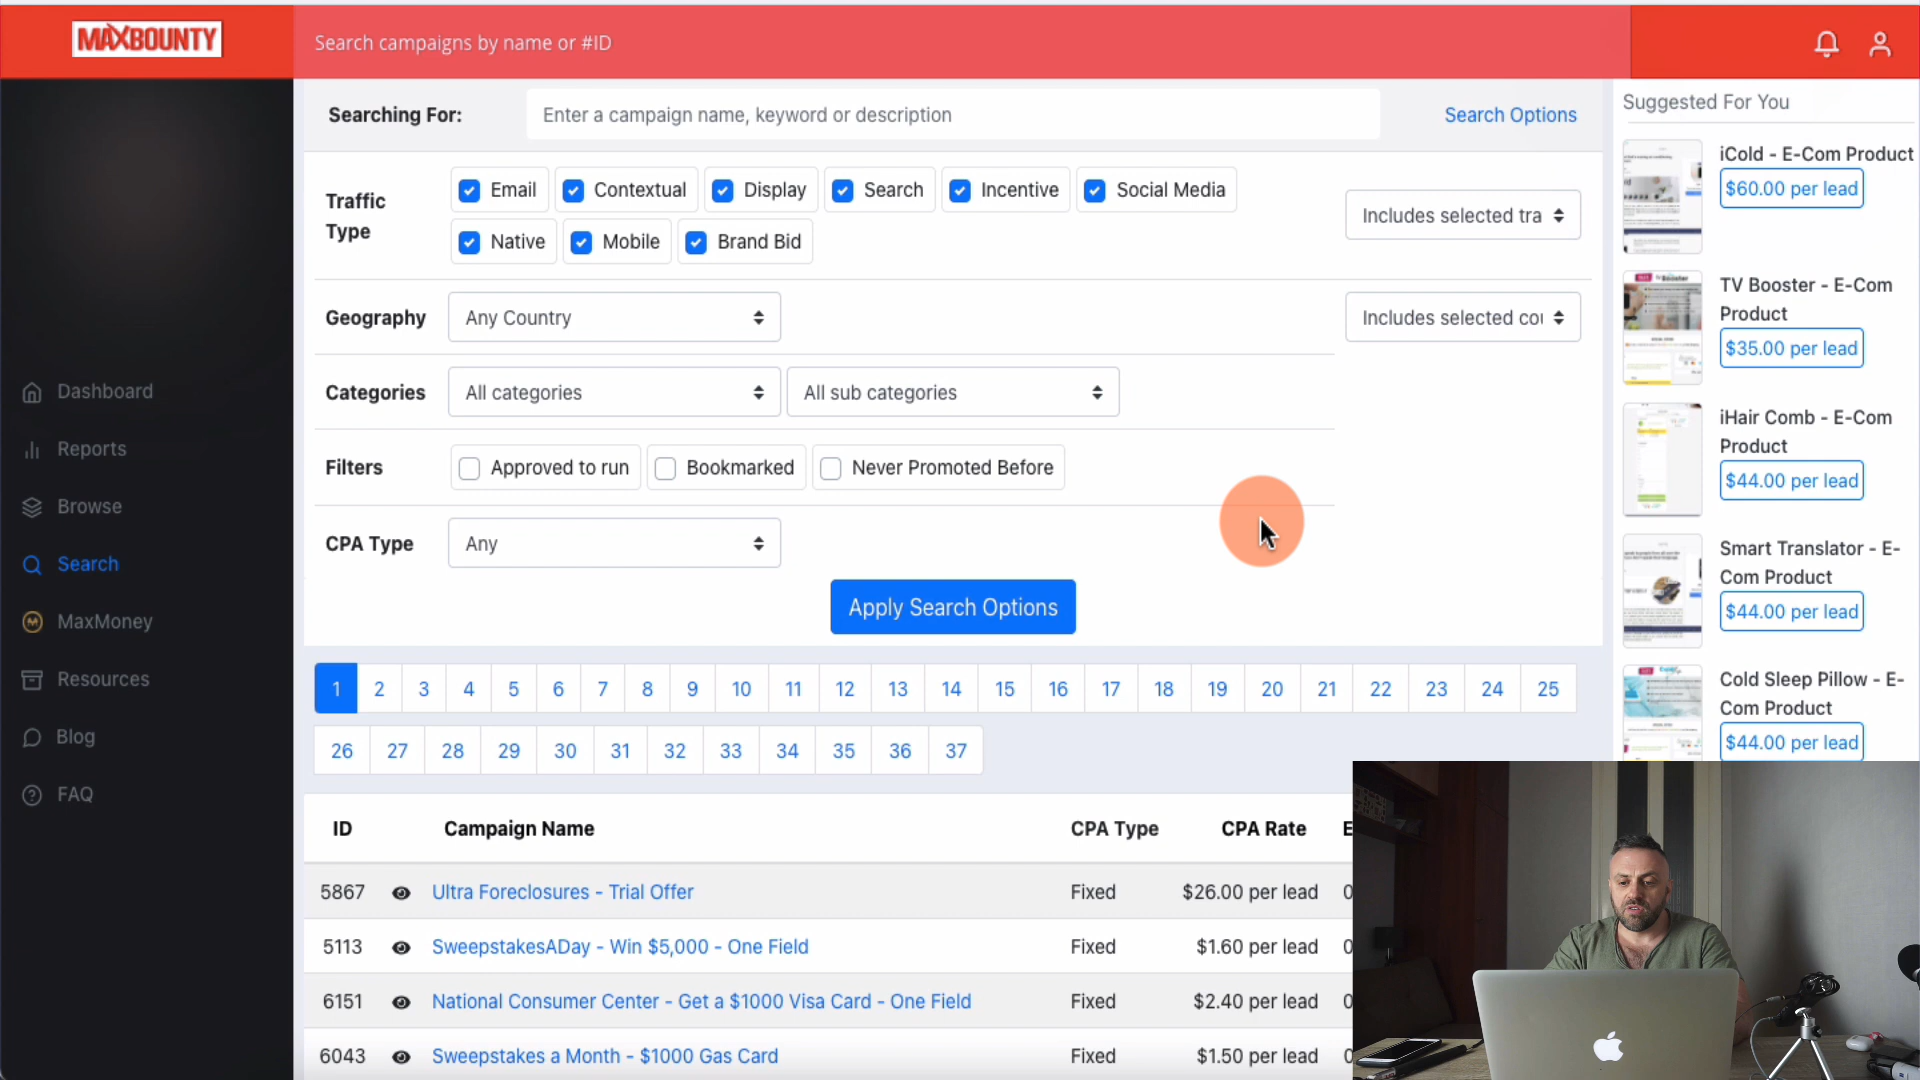 MAXBOUNTY
Search campaigns by name or #ID
Searching For:
Enter a campaign name, keyword or description
Search Options
Traffic Type
Email
Contextual
Display
Search
Incentive
Social Media
Native
Mobile
Brand Bid
Includes selected tra
Geography
Any Country
Includes selected cou
Categories
All categories
All sub categories
Filters
Approved to run
Bookmarked
Never Promoted Before
CPA Type
Any
Apply Search Options
1 2 3 4 5 6 7 8 9 10 11 12 13 14 15 16 17 18 19 20 21 22 23 24 25
26 27 28 29 30 31 32 33 34 35 36 37
ID Campaign Name CPA Type CPA Rate E
5867 Ultra Foreclosures - Trial Offer Fixed $26.00 per lead 0
5113 SweepstakesADay - Win $5,000 - One Field Fixed $1.60 per lead 0
6151 National Consumer Center - Get a $1000 Visa Card - One Field Fixed $2.40 per lead 0
6043 Sweepstakes a Month - $1000 Gas Card Fixed $1.50 per lead 0
Dashboard
Reports
Browse
Search
MaxMoney
Resources
Blog
FAQ
Suggested For You
iCold - E-Com Product
$60.00 per lead
TV Booster - E-Com
Product
$35.00 per lead
iHair Comb - E-Com
Product
$44.00 per lead
Smart Translator - E-
Com Product
$44.00 per lead
Cold Sleep Pillow - E-
Com Product
$44.00 per lead